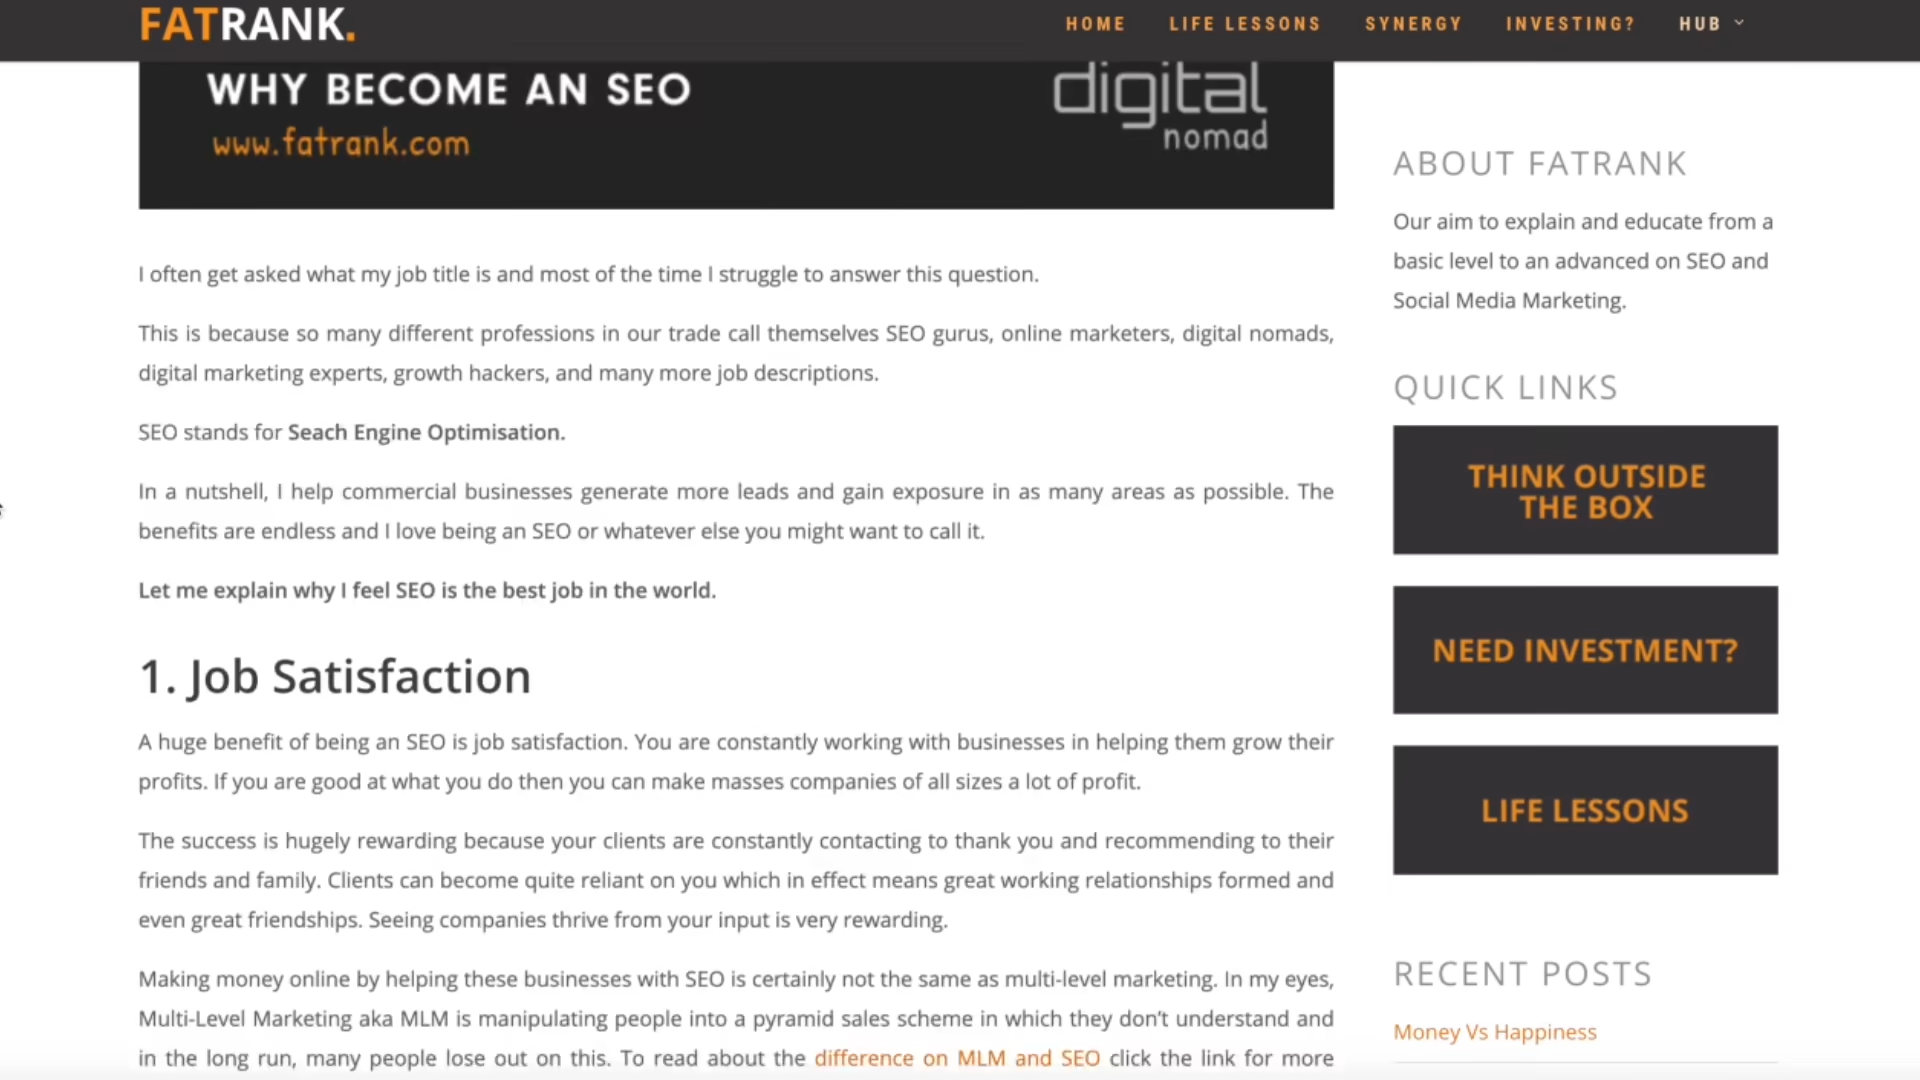 FATRANK.
HOME
LIFE LESSONS
SYNERGY
INVESTING?
HUB
WHY BECOME AN SEO
www.fatrank.com
digital
nomad
I often get asked what my job title is and most of the time I struggle to answer this question.
This is because so many different professions in our trade call themselves SEO gurus, online marketers, digital nomads,
digital marketing experts, growth hackers, and many more job descriptions.
SEO stands for Seach Engine Optimisation.
In a nutshell, I help commercial businesses generate more leads and gain exposure in as many areas as possible. The
benefits are endless and I love being an SEO or whatever else you might want to call it.
Let me explain why I feel SEO is the best job in the world.
1. Job Satisfaction
A huge benefit of being an SEO is job satisfaction. You are constantly working with businesses in helping them grow their
profits. If you are good at what you do then you can make masses companies of all sizes a lot of profit.
The success is hugely rewarding because your clients are constantly contacting to thank you and recommending to their
friends and family. Clients can become quite reliant on you which in effect means great working relationships formed and
even great friendships. Seeing companies thrive from your input is very rewarding.
Making money online by helping these businesses with SEO is certainly not the same as multi-level marketing. In my eyes,
Multi-Level Marketing aka MLM is manipulating people into a pyramid sales scheme in which they don't understand and
in the long run, many people lose out on this. To read about the difference on MLM and SEO click the link for more
ABOUT FATRANK
Our aim to explain and educate from a
basic level to an advanced on SEO and
Social Media Marketing.
QUICK LINKS
THINK OUTSIDE
THE BOX
NEED INVESTMENT?
LIFE LESSONS
RECENT POSTS
Money Vs Happiness